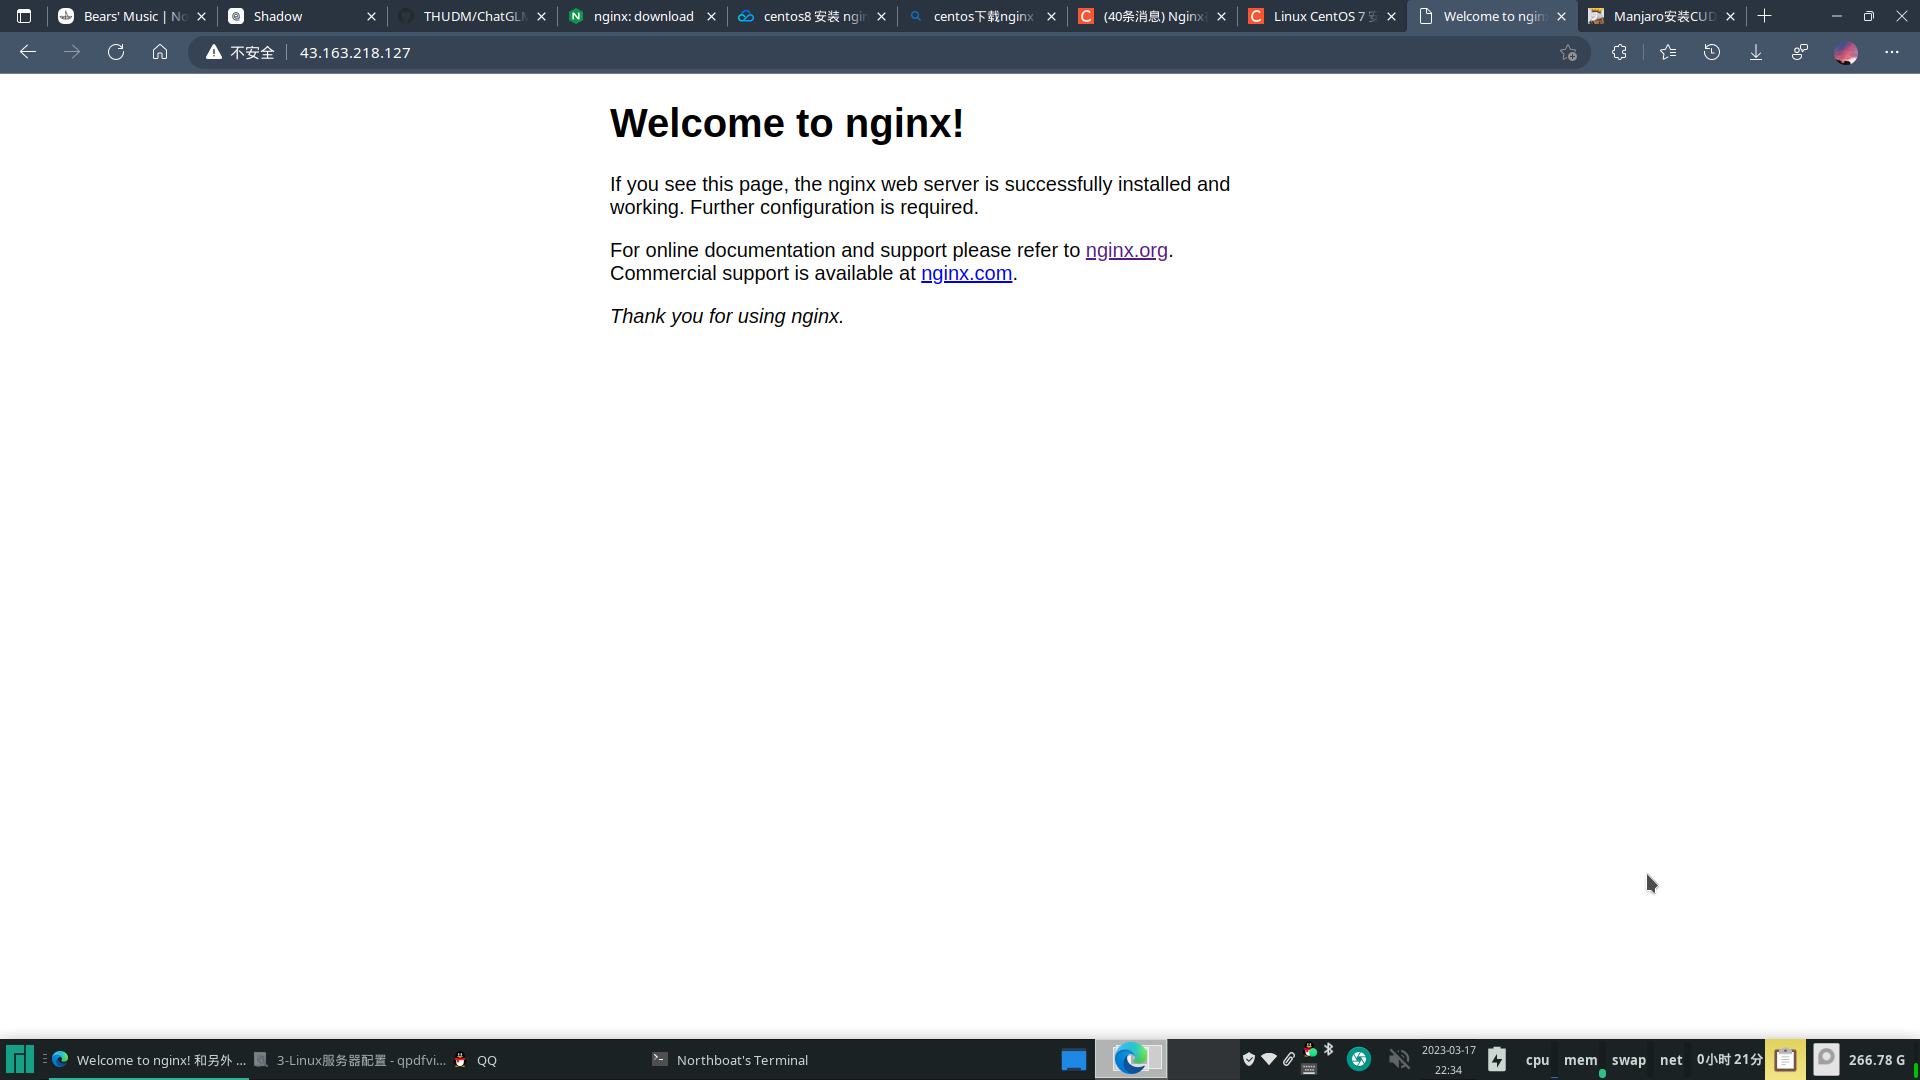 Bears' Music | No
Shadow
THUDM/ChatGLM
nginx: download
centos8 安装 ngin
centos下载nginx
(40条消息) Nginx
Linux CentOS 7 安
Welcome to ngin
Manjaro安装CUD
不安全
43.163.218.127
Welcome to nginx!
If you see this page, the nginx web server is successfully installed and
working. Further configuration is required.
For online documentation and support please refer to nginx.org.
Commercial support is available at nginx.com.
Thank you for using nginx.
Welcome to nginx! 和另外 ...
3-Linux服务器配置 - qpdfvi...
QQ
Northboat's Terminal
2023-03-17
22:34
cpu
mem
swap
net
0小时 21分
266.78 G